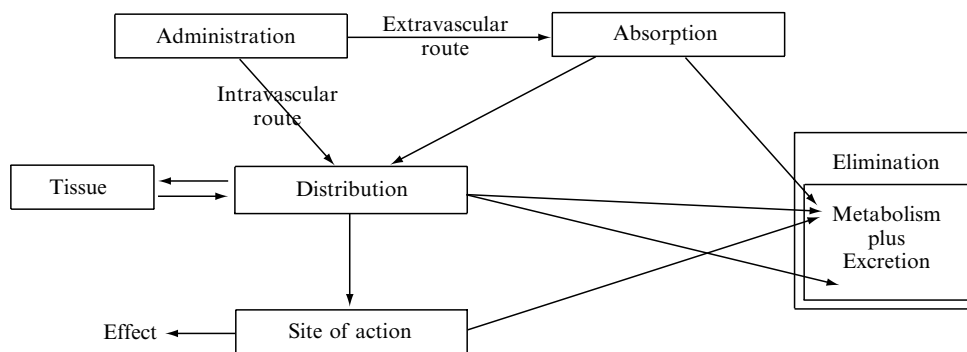 Administration
Extravascular
route
Absorption
Intravascular
route
Elimination
Tissue
Distribution
Metabolism
plus
Excretion
Effect
Site of action